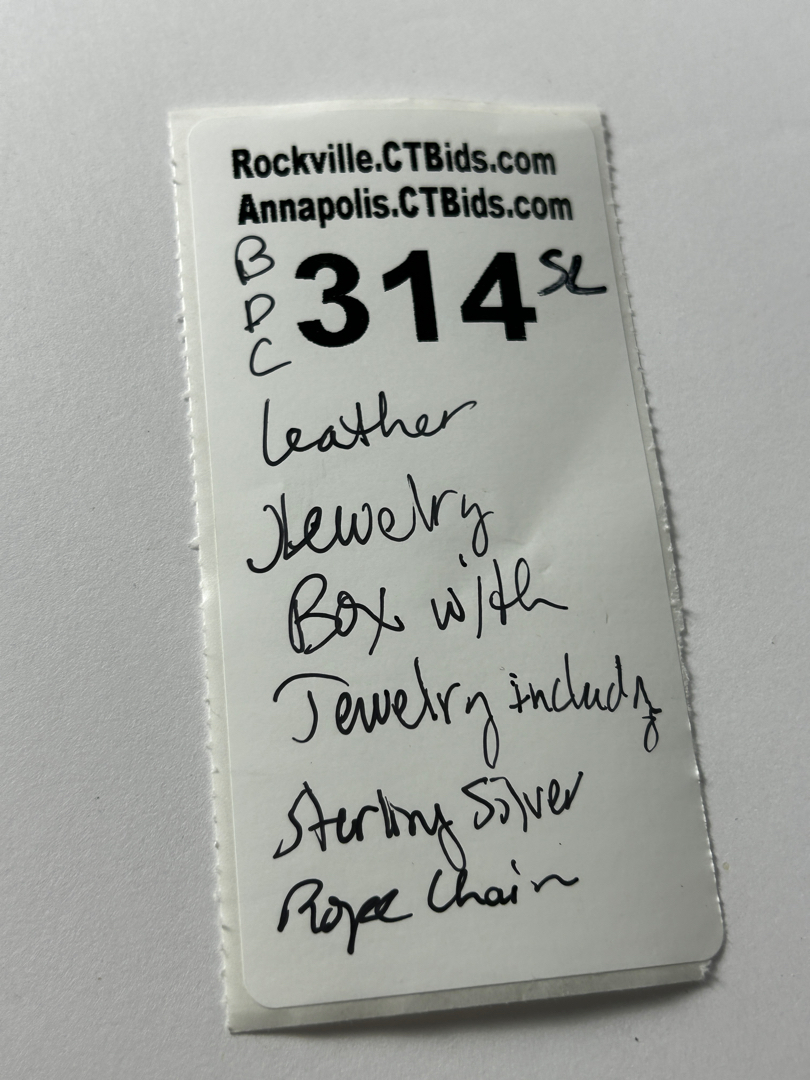 Rockville.CTBids.com
Annapolis.CTBids.com
B
D
C
314 SL
Leather
Jewelry
Box with
Jewelry includg
Sterling Silver
Rope Chain